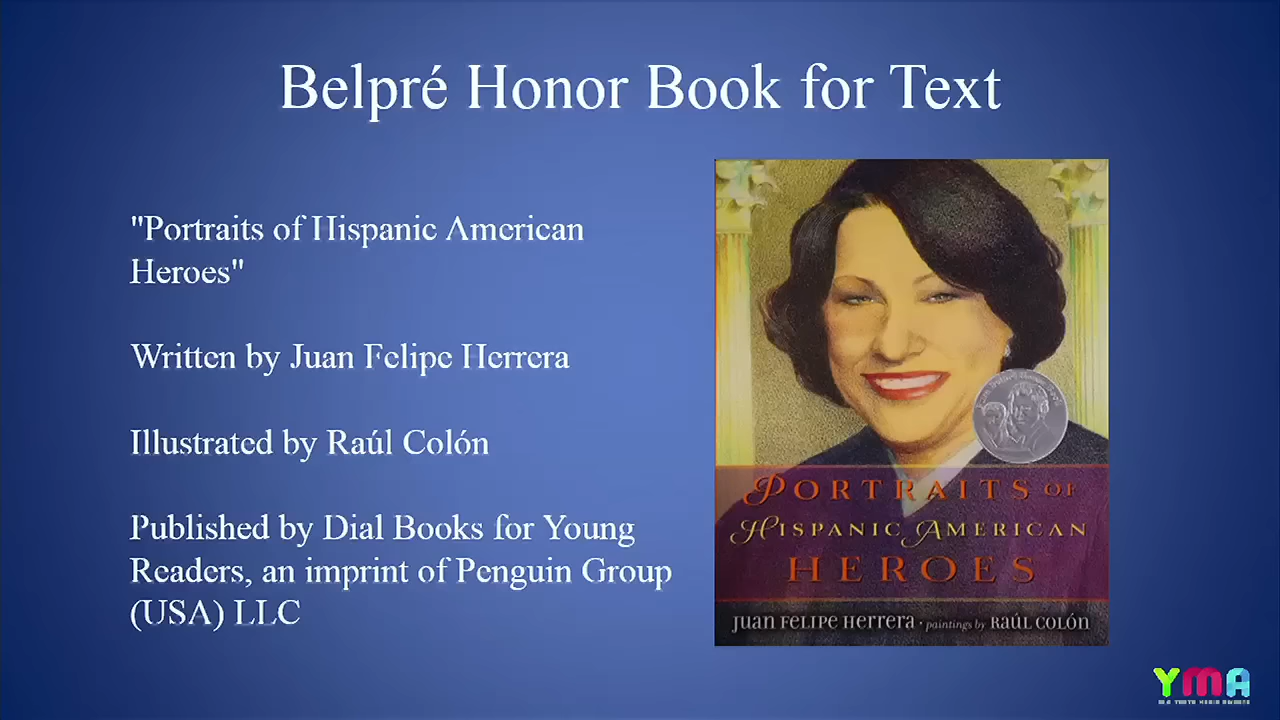 Belpré Honor Book for Text
"Portraits of Hispanic American
Heroes"
Written by Juan Felipe Herrera
Illustrated by Raúl Colón
Published by Dial Books for Young
Readers, an imprint of Penguin Group
(USA) LLC
PORTRAITS OF
HISPANIC AMERICAN
HEROES
Juan Felipe Herrera · paintings by Raúl Colón
YMA